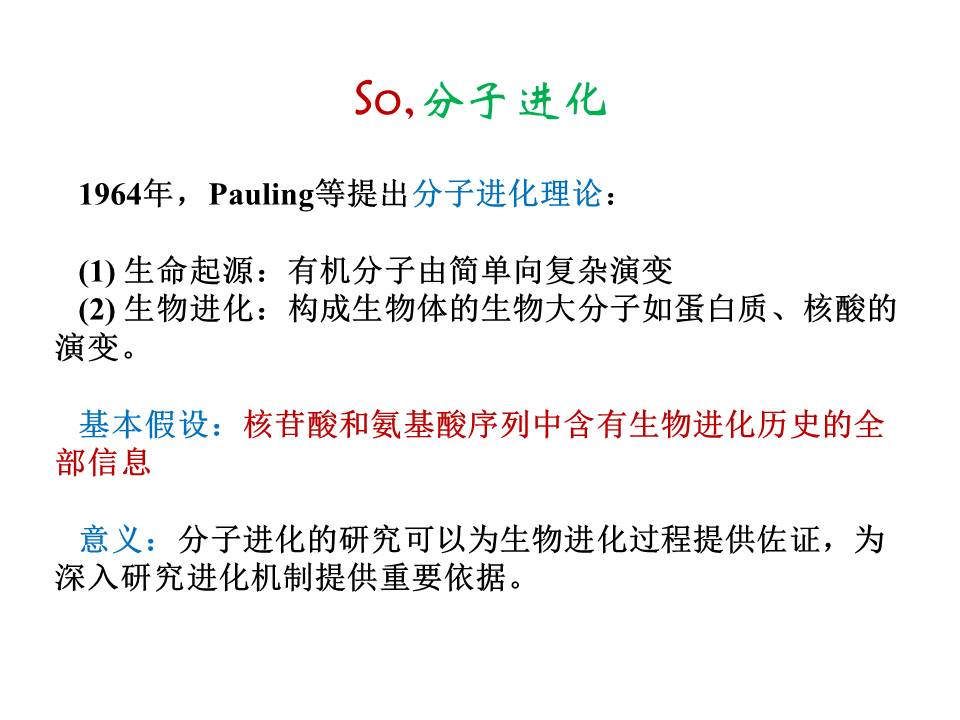 So,分子进化
1964年，Pauling等提出分子进化理论：
(1) 生命起源：有机分子由简单向复杂演变
(2) 生物进化：构成生物体的生物大分子如蛋白质、核酸的
演变。
基本假设：核苷酸和氨基酸序列中含有生物进化历史的全
部信息
意义：分子进化的研究可以为生物进化过程提供佐证，为
深入研究进化机制提供重要依据。